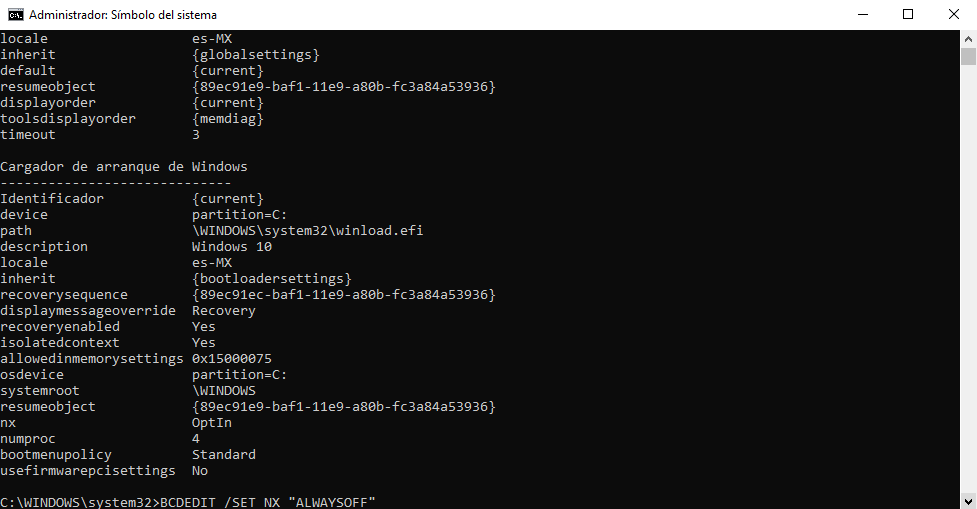 Administrador: Símbolo del sistema
locale                  es-MX
inherit                 {globalsettings}
default                 {current}
resumeobject            {89ec91e9-baf1-11e9-a80b-fc3a84a53936}
displayorder            {current}
toolsdisplayorder       {memdiag}
timeout                 3
Cargador de arranque de Windows
-----------------------------
Identificador           {current}
device                  partition=C:
path                    \WINDOWS\system32\winload.efi
description             Windows 10
locale                  es-MX
inherit                 {bootloadersettings}
recoverysequence        {89ec91ec-baf1-11e9-a80b-fc3a84a53936}
displaymessageoverride  Recovery
recoveryenabled         Yes
isolatedcontext         Yes
allowedinmemorysettings 0x15000075
osdevice                partition=C:
systemroot              \WINDOWS
resumeobject            {89ec91e9-baf1-11e9-a80b-fc3a84a53936}
nx                      OptIn
numproc                 4
bootmenupolicy          Standard
usefirmwarepcisettings  No
C:\WINDOWS\system32>BCDEDIT /SET NX "ALWAYSOFF"